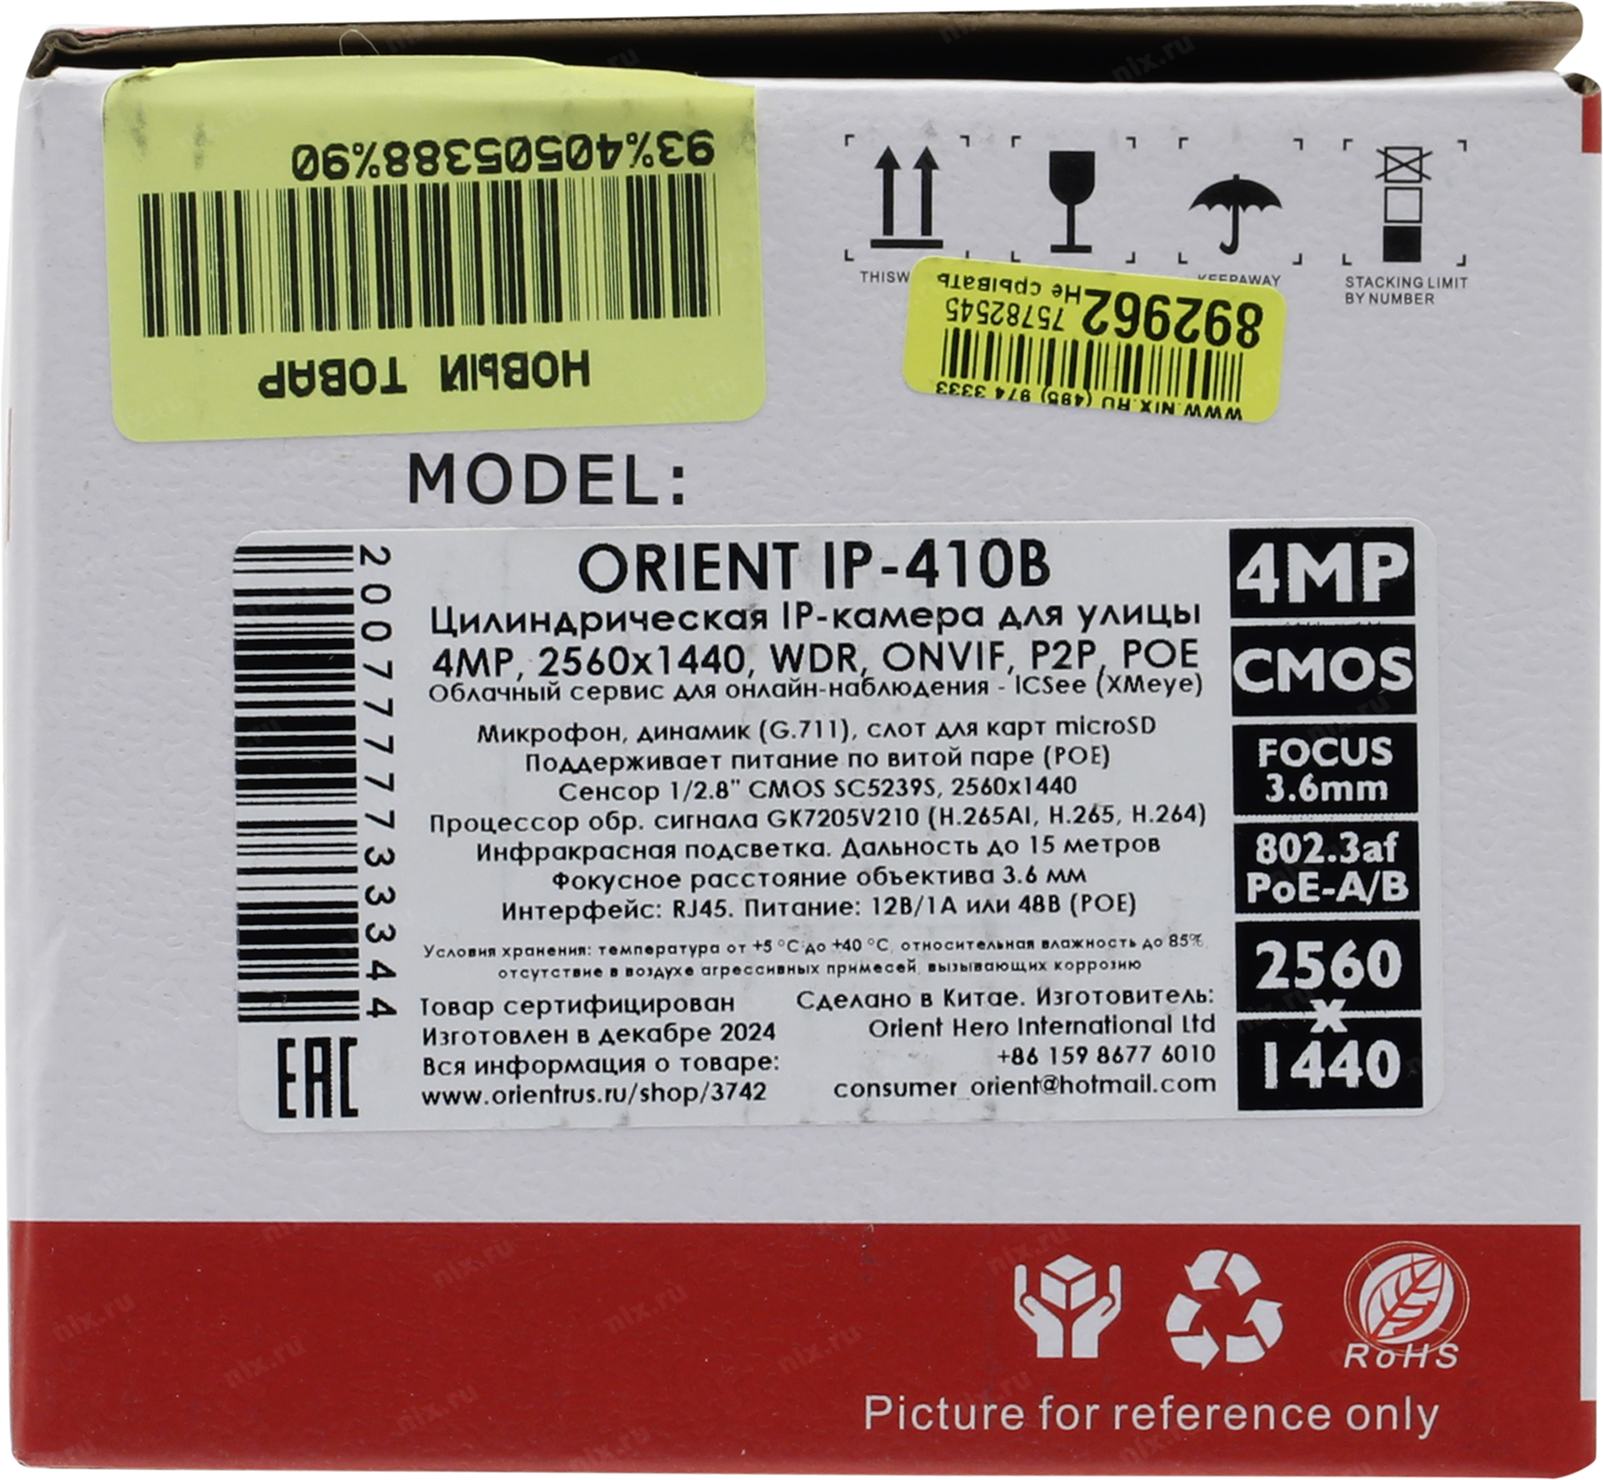 93%40505388%90
НОВЫЙ ТОВАР
THISW
KEEPAWAY
STACKING LIMIT
BY NUMBER
892962 Не срывать
75782545
WWW.NIX.RU (495) 974 3333
MODEL:
2007777333344
ORIENT IP-410B
Цилиндрическая IP-камера для улицы
4MP, 2560x1440, WDR, ONVIF, P2P, POE
Облачный сервис для онлайн-наблюдения - ICSee (XMeye)
Микрофон, динамик (G.711), слот для карт microSD
Поддерживает питание по витой паре (POE)
Сенсор 1/2.8" CMOS SC5239S, 2560x1440
Процессор обр. сигнала GK7205V210 (H.265AI, H.265, H.264)
Инфракрасная подсветка. Дальность до 15 метров
Фокусное расстояние объектива 3.6 мм
Интерфейс: RJ45. Питание: 12В/1А или 48В (POE)
Условия хранения: температура от +5 °С до +40 °С, относительная влажность до 85%,
отсутствие в воздухе агрессивных примесей, вызывающих коррозию
Товар сертифицирован
Изготовлен в декабре 2024
Вся информация о товаре:
www.orientrus.ru/shop/3742
Сделано в Китае. Изготовитель:
Orient Hero International Ltd
+86 159 8677 6010
consumer_orient@hotmail.com
4MP
CMOS
FOCUS
3.6mm
802.3af
PoE-A/B
2560
x
1440
EAC
RoHS
Picture for reference only